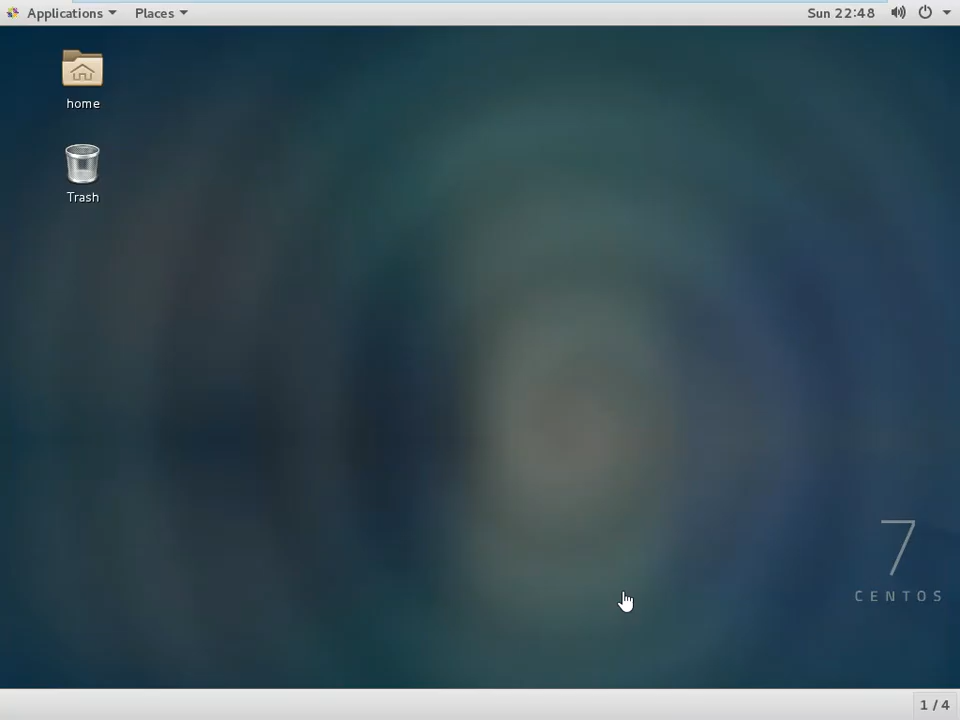 Applications Places Sun 22:48
home
Trash
7
CENTOS
1 / 4